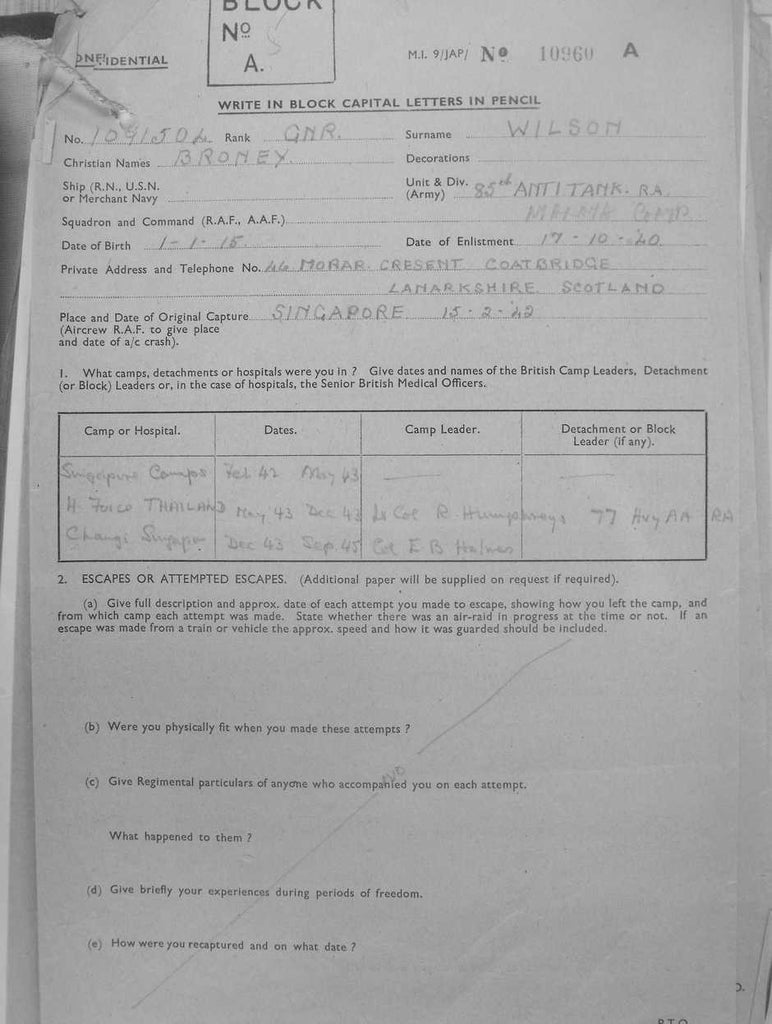 BLOCK
Nº
A.
CONFIDENTIAL
M.I. 9/JAP/ Nº 10960 A
WRITE IN BLOCK CAPITAL LETTERS IN PENCIL
No. Rank GNR. Surname WILSON
Christian Names BRONEY. Decorations
Ship (R.N., U.S.N. or Merchant Navy Unit & Div. (Army) 85th ANTI TANK. RA.
Squadron and Command (R.A.F., A.A.F.)
Date of Birth 1-1-15. Date of Enlistment 17-10-40
Private Address and Telephone No. 44 MORAR CRESENT COATBRIDGE
LANARKSHIRE SCOTLAND
Place and Date of Original Capture SINGAPORE 15-2-42
(Aircrew R.A.F. to give place
and date of a/c crash).
1. What camps, detachments or hospitals were you in ? Give dates and names of the British Camp Leaders, Detachment
(or Block) Leaders or, in the case of hospitals, the Senior British Medical Officers.
Camp or Hospital. Dates. Camp Leader. Detachment or Block
Leader (if any).
Singapore Camps Feb 42 May 43
H Force THAILAND May 43 Dec 43 Lt Col R. Humphreys 77 Hvy AA RA
Changi Singapore Dec 43 Sep. 45 Col E B Holmes
2. ESCAPES OR ATTEMPTED ESCAPES. (Additional paper will be supplied on request if required).
(a) Give full description and approx. date of each attempt you made to escape, showing how you left the camp, and
from which camp each attempt was made. State whether there was an air-raid in progress at the time or not. If an
escape was made from a train or vehicle the approx. speed and how it was guarded should be included.
(b) Were you physically fit when you made these attempts ?
(c) Give Regimental particulars of anyone who accompanied you on each attempt.
What happened to them ?
(d) Give briefly your experiences during periods of freedom.
(e) How were you recaptured and on what date ?
P.T.O.